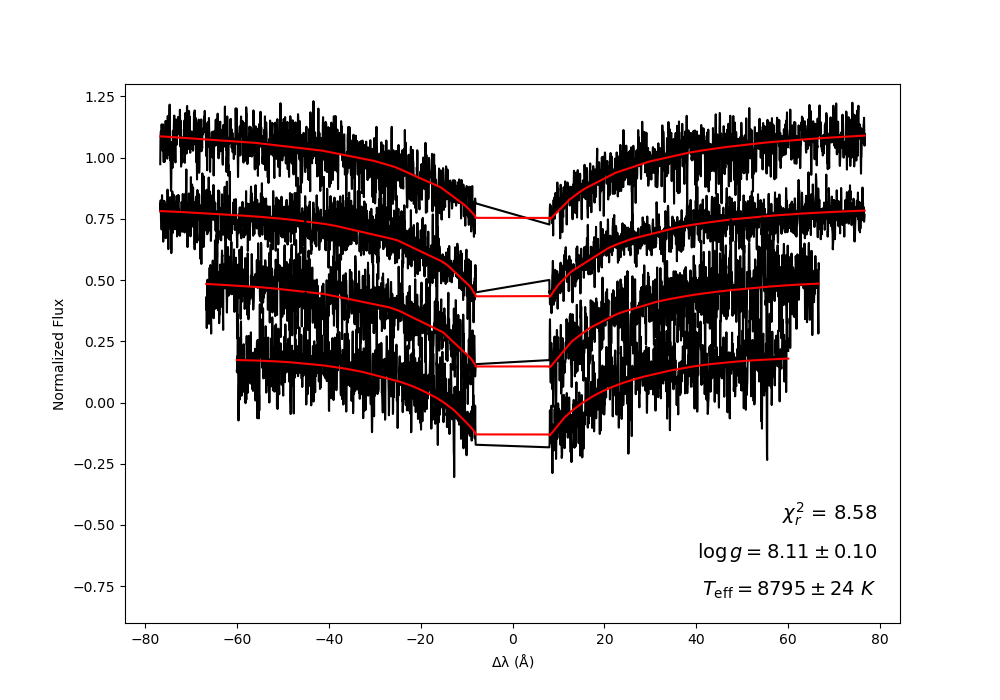 1.25
1.00
0.75
0.50
0.25
0.00
−0.25
−0.50
−0.75
Normalized Flux
χ²ᵣ = 8.58
log g = 8.11 ± 0.10
T_eff = 8795 ± 24 K
−80 −60 −40 −20 0 20 40 60 80
Δλ (Å)